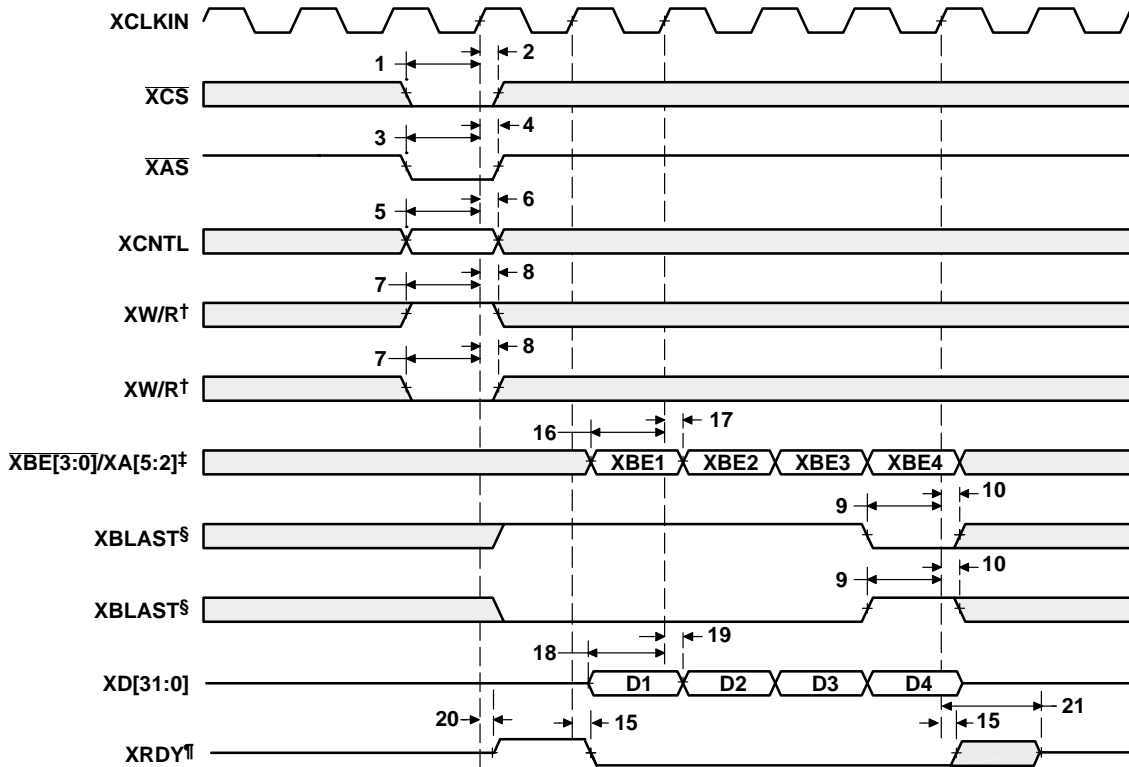 XCLKIN
2
1
XCS
4
3
XAS
6
5
XCNTL
8
7
XW/R†
8
7
XW/R†
17
16
XBE[3:0]/XA[5:2]‡ XBE1 XBE2 XBE3 XBE4
10
9
XBLAST§
10
9
XBLAST§
19
18
XD[31:0] D1 D2 D3 D4
21
20 15 15
XRDY¶